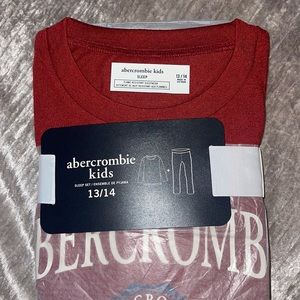 abercrombie kids
SLEEP
13 / 14
abercrombie
kids
SLEEP SET / ENSEMBLE DE PYJAMA
13/14
BERCROMB